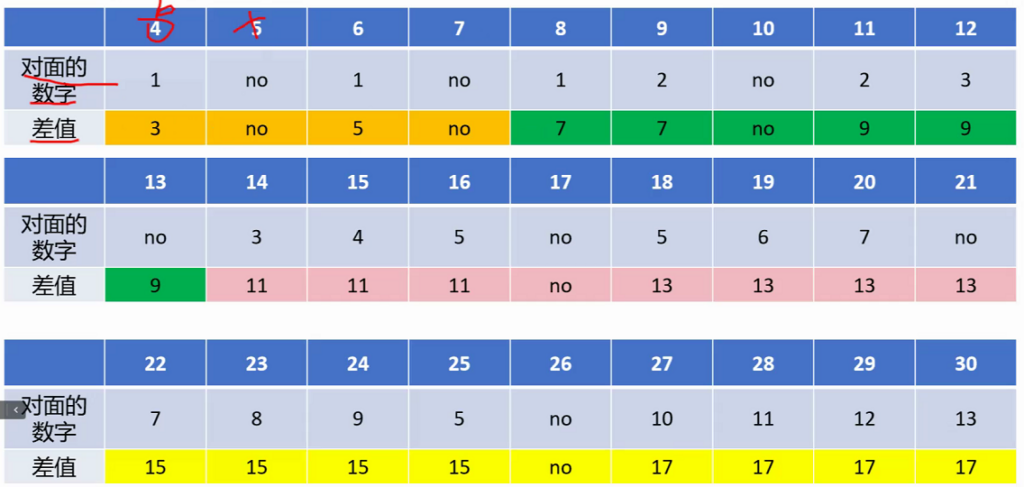 4 5 6 7 8 9 10 11 12
对面的数字 1 no 1 no 1 2 no 2 3
差值 3 no 5 no 7 7 no 9 9
13 14 15 16 17 18 19 20 21
对面的数字 no 3 4 5 no 5 6 7 no
差值 9 11 11 11 no 13 13 13 13
22 23 24 25 26 27 28 29 30
对面的数字 7 8 9 5 no 10 11 12 13
差值 15 15 15 15 no 17 17 17 17